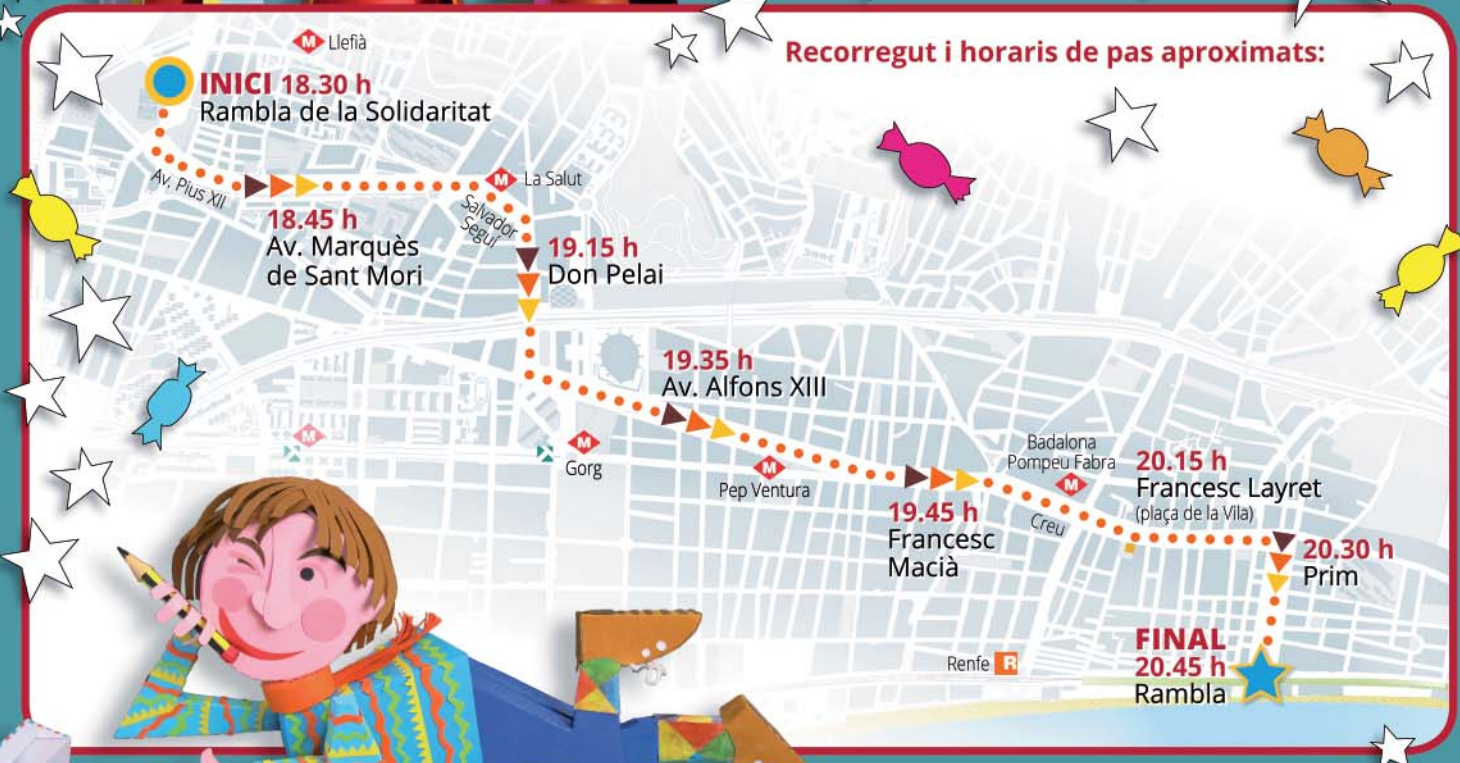 Recorregut i horaris de pas aproximats:
M Llefià
INICI 18.30 h
Rambla de la Solidaritat
Av. Pius XII
M La Salut
Salvador
Seguí
18.45 h
Av. Marquès
de Sant Mori
19.15 h
Don Pelai
19.35 h
Av. Alfons XIII
M
M
Gorg
M
Pep Ventura
Badalona
Pompeu Fabra
M
19.45 h
Francesc
Macià
Creu
20.15 h
Francesc Layret
(plaça de la Vila)
20.30 h
Prim
Renfe R
FINAL
20.45 h
Rambla